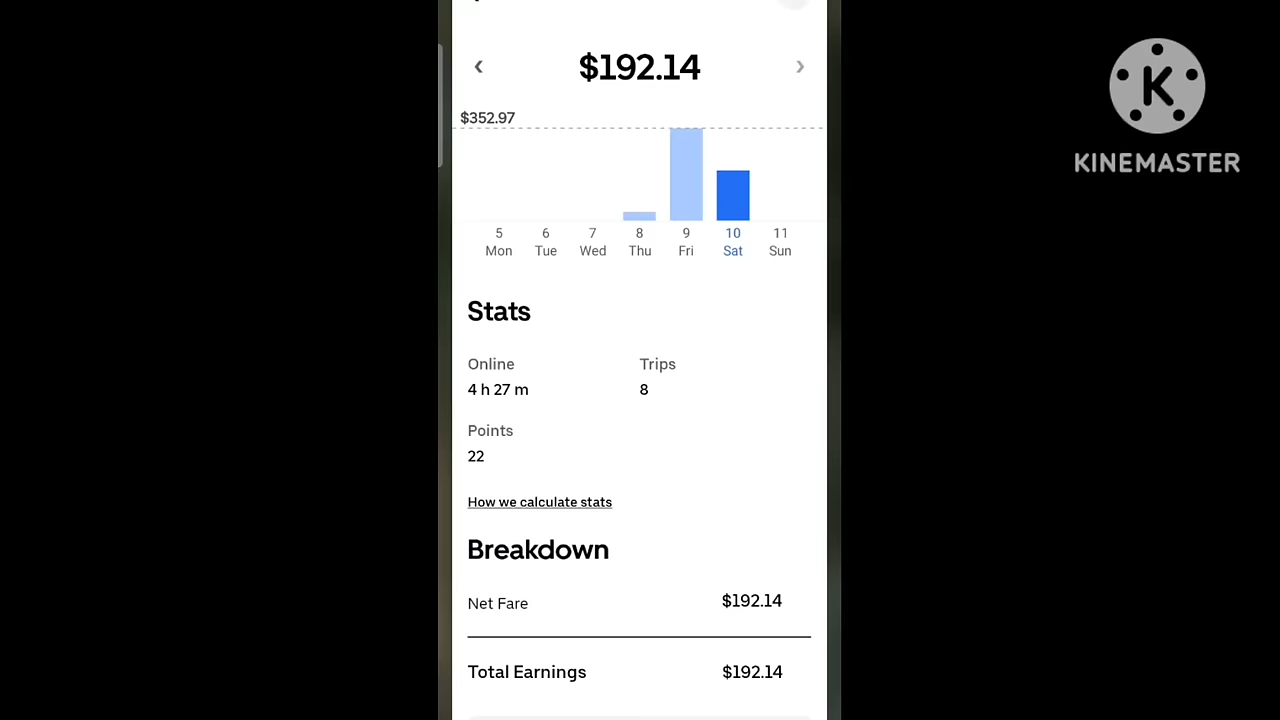 $192.14
$352.97
5 6 7 8 9 10 11
Mon Tue Wed Thu Fri Sat Sun
Stats
Online Trips
4 h 27 m 8
Points
22
How we calculate stats
Breakdown
Net Fare $192.14
Total Earnings $192.14
K
KINEMASTER